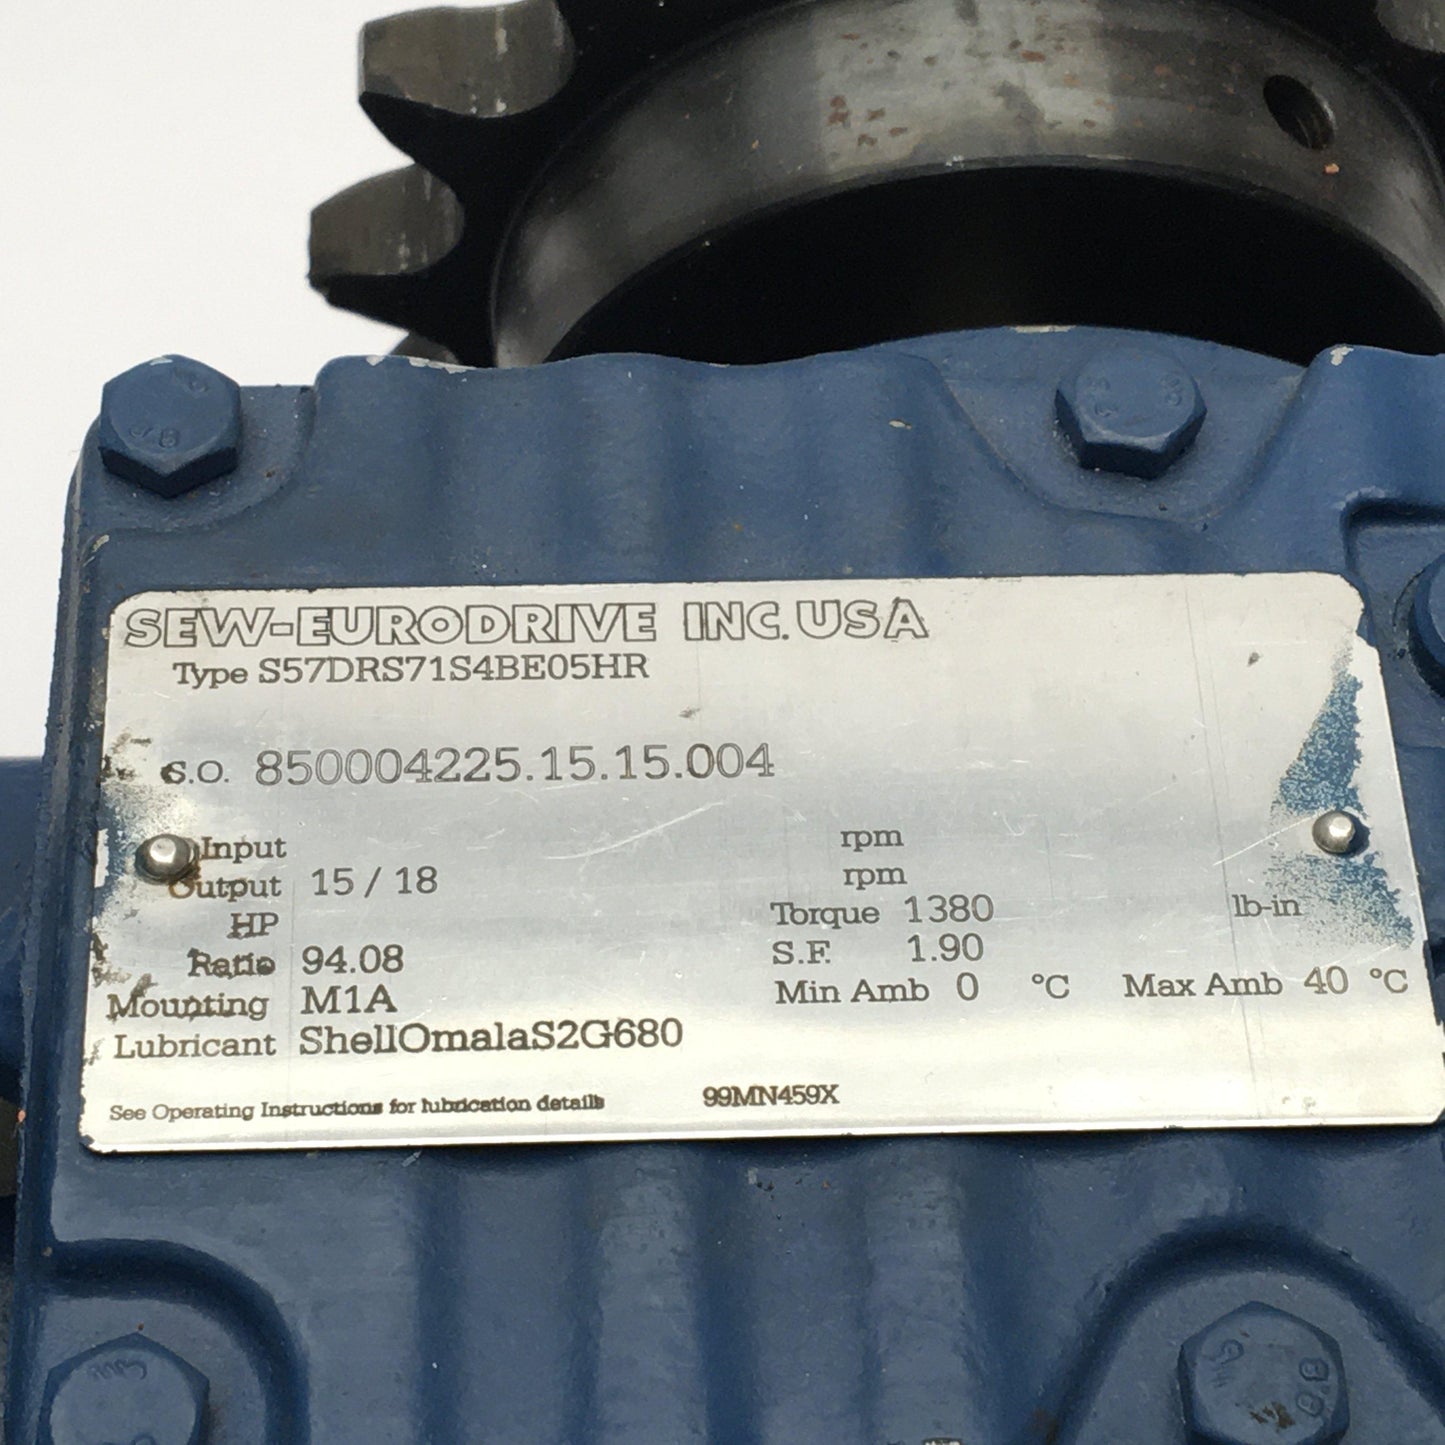 SEW-EURODRIVE INC. USA
Type S57DRS71S4BE05HR
S.O. 850004225.15.15.004
Input rpm
Output 15 / 18 rpm
HP Torque 1380 lb-in
Ratio 94.08 S.F. 1.90
Mounting M1A Min Amb 0 °C Max Amb 40 °C
Lubricant ShellOmalaS2G680
See Operating Instructions for lubrication details 99MN459X